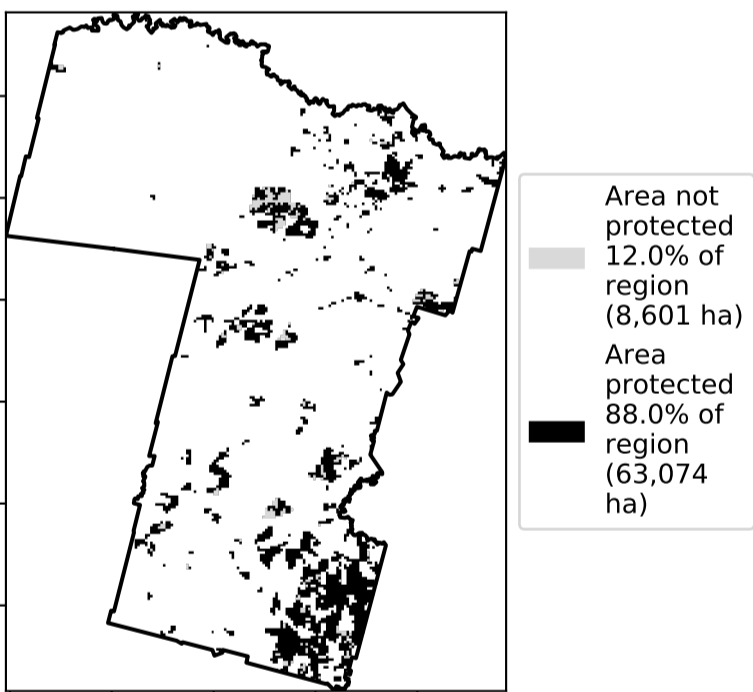 Area not
protected
12.0% of
region
(8,601 ha)
Area
protected
88.0% of
region
(63,074
ha)